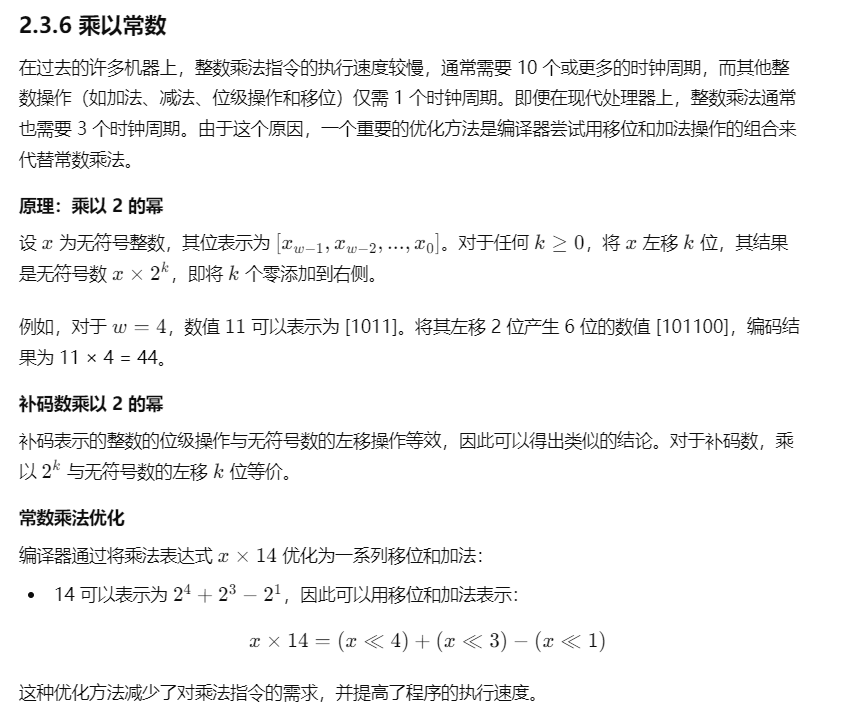 2.3.6 乘以常数
在过去的许多机器上，整数乘法指令的执行速度较慢，通常需要 10 个或更多的时钟周期，而其他整
数操作（如加法、减法、位级操作和移位）仅需 1 个时钟周期。即便在现代处理器上，整数乘法通常
也需要 3 个时钟周期。由于这个原因，一个重要的优化方法是编译器尝试用移位和加法操作的组合来
代替常数乘法。
原理：乘以 2 的幂
设 x 为无符号整数，其位表示为 [x_{w−1}, x_{w−2}, ..., x_0]。对于任何 k ≥ 0，将 x 左移 k 位，其结果
是无符号数 x × 2^k，即将 k 个零添加到右侧。
例如，对于 w = 4，数值 11 可以表示为 [1011]。将其左移 2 位产生 6 位的数值 [101100]，编码结
果为 11 × 4 = 44。
补码数乘以 2 的幂
补码表示的整数的位级操作与无符号数的左移操作等效，因此可以得出类似的结论。对于补码数，乘
以 2^k 与无符号数的左移 k 位等价。
常数乘法优化
编译器通过将乘法表达式 x × 14 优化为一系列移位和加法：
• 14 可以表示为 2^4 + 2^3 − 2^1，因此可以用移位和加法表示：
x × 14 = (x ≪ 4) + (x ≪ 3) − (x ≪ 1)
这种优化方法减少了对乘法指令的需求，并提高了程序的执行速度。